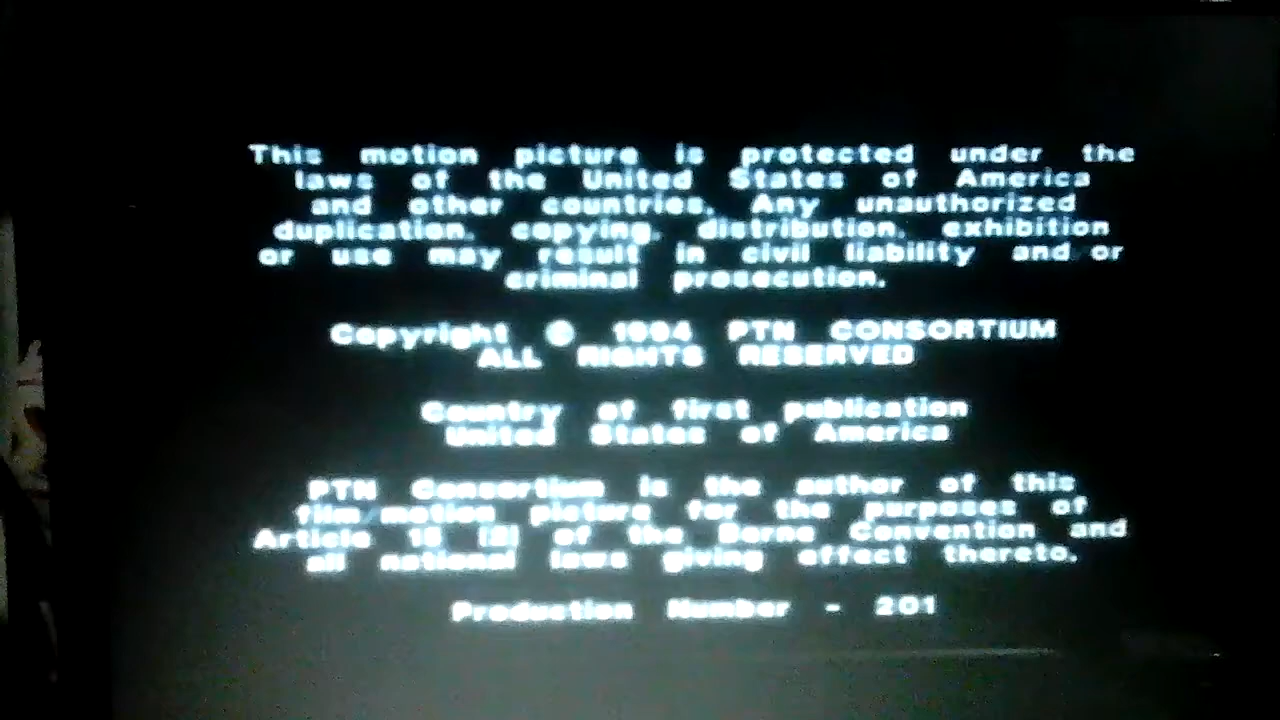 This motion picture is protected under the
laws of the United States of America
and other countries. Any unauthorized
duplication, copying, distribution, exhibition
or use may result in civil liability and/or
criminal prosecution.
Copyright © 1994 PTN CONSORTIUM
ALL RIGHTS RESERVED
Country of first publication
United States of America
PTN Consortium is the author of this
film/motion picture for the purposes of
Article 15 (2) of the Berne Convention and
all national laws giving effect thereto.
Production Number - 201